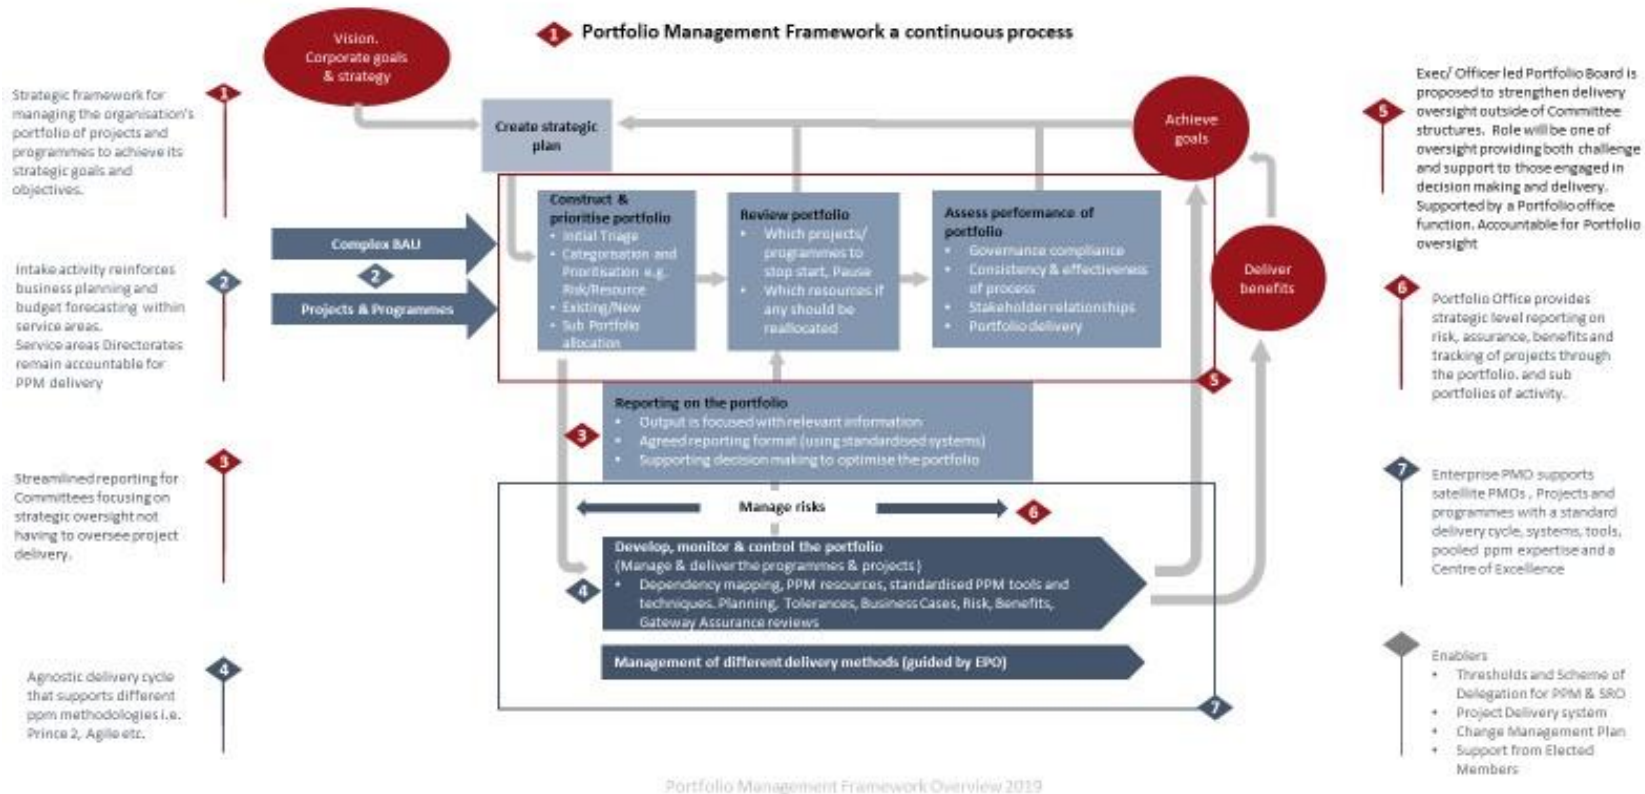 1 Portfolio Management Framework a continuous process
Vision.
Corporate goals
& strategy
1
Strategic framework for
managing the organisation's
portfolio of projects and
programmes to achieve its
strategic goals and
objectives.
2
Intake activity reinforces
business planning and
budget forecasting within
service areas.
Service areas Directorates
remain accountable for
PPM delivery
3
Streamlined reporting for
Committees focusing on
strategic oversight not
having to oversee project
delivery.
4
Agnostic delivery cycle
that supports different
ppm methodologies i.e.
Prince 2, Agile etc.
Create strategic
plan
Achieve
goals
Deliver
benefits
Complex BAU
2
Projects & Programmes
Construct &
prioritise portfolio
• Initial Triage
• Categorisation and
Prioritisation e.g.
Risk/Resource
• Existing/New
• Sub Portfolio
allocation
Review portfolio
• Which projects/
programmes to
stop start, Pause
• Which resources if
any should be
reallocated
Assess performance of
portfolio
• Governance compliance
• Consistency & effectiveness
of process
• Stakeholder relationships
• Portfolio delivery
5
3
Reporting on the portfolio
• Output is focused with relevant information
• Agreed reporting format (using standardised systems)
• Supporting decision making to optimise the portfolio
Manage risks
6
4
Develop, monitor & control the portfolio
(Manage & deliver the programmes & projects)
• Dependency mapping, PPM resources, standardised PPM tools and
techniques. Planning, Tolerances, Business Cases, Risk, Benefits,
Gateway Assurance reviews
Management of different delivery methods (guided by EPO)
7
5
Exec/ Officer led Portfolio Board is
proposed to strengthen delivery
oversight outside of Committee
structures. Role will be one of
oversight providing both challenge
and support to those engaged in
decision making and delivery.
Supported by a Portfolio office
function. Accountable for Portfolio
oversight
6
Portfolio Office provides
strategic level reporting on
risk, assurance, benefits and
tracking of projects through
the portfolio. and sub
portfolios of activity.
7
Enterprise PMO supports
satellite PMOs , Projects and
programmes with a standard
delivery cycle, systems, tools,
pooled ppm expertise and a
Centre of Excellence
Enablers
• Thresholds and Scheme of
Delegation for PPM & SRO
• Project Delivery system
• Change Management Plan
• Support from Elected
Members
Portfolio Management Framework Overview 2019